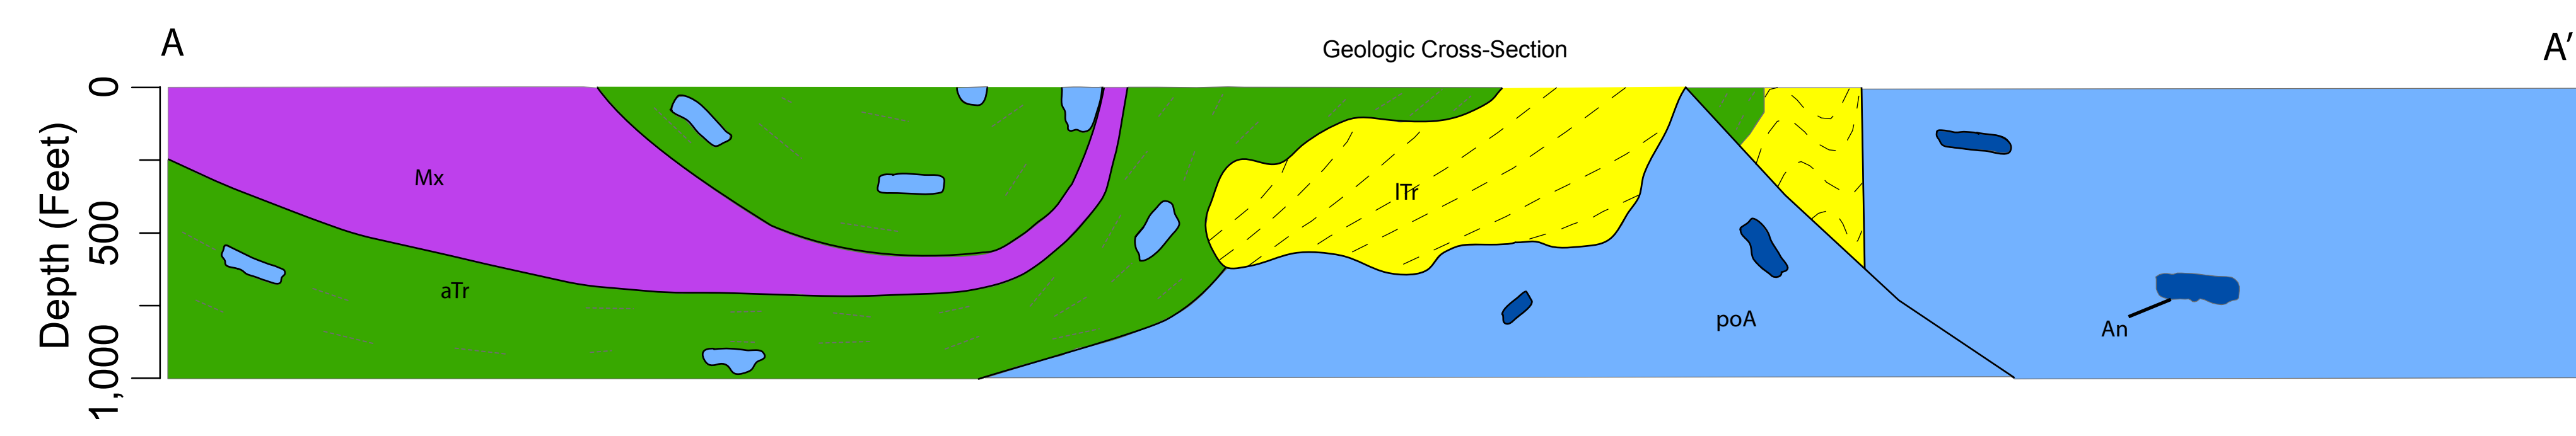 A
Geologic Cross-Section
A′
Depth (Feet)
0
500
1,000
Mx
aTr
lTr
poA
An